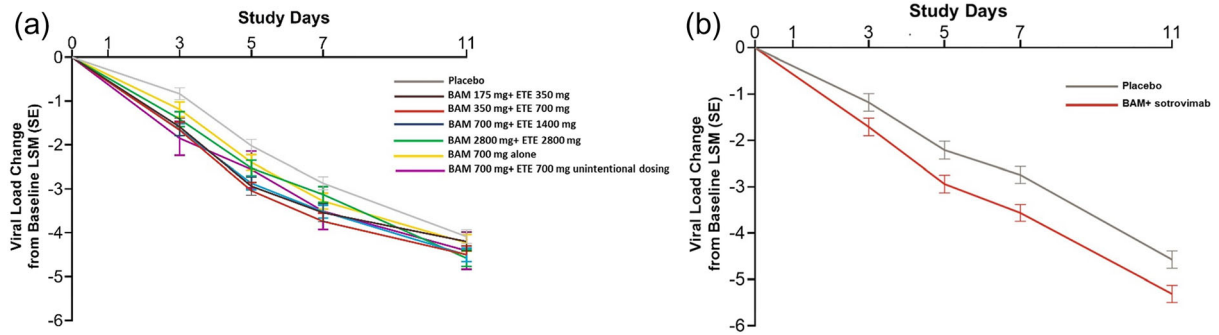 (a)
Study Days
0 1 3 5 7 11
0
-1
-2
-3
-4
-5
-6
Viral Load Change
from Baseline LSM (SE)
Placebo
BAM 175 mg+ ETE 350 mg
BAM 350 mg+ ETE 700 mg
BAM 700 mg+ ETE 1400 mg
BAM 2800 mg+ ETE 2800 mg
BAM 700 mg alone
BAM 700 mg+ ETE 700 mg unintentional dosing
(b)
Study Days
0 1 3 5 7 11
0
-1
-2
-3
-4
-5
-6
Viral Load Change
from Baseline LSM (SE)
Placebo
BAM+ sotrovimab